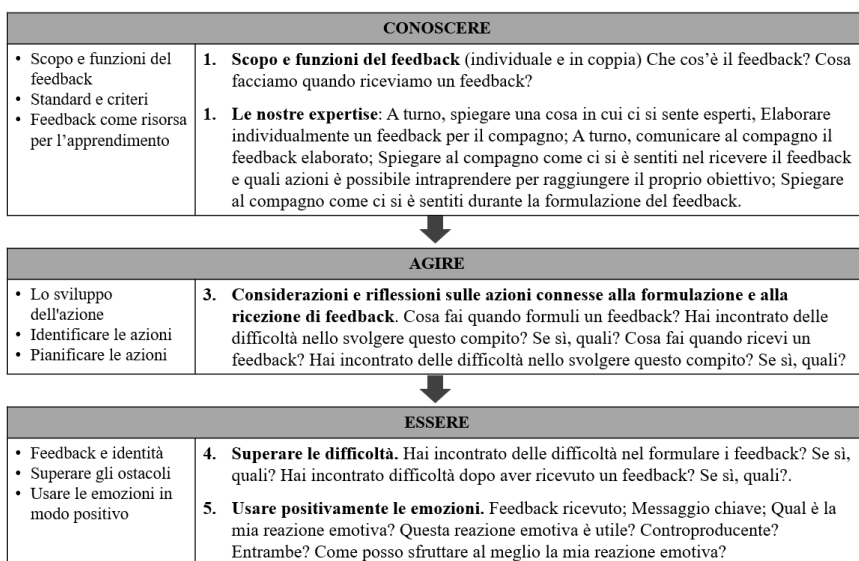 CONOSCERE
• Scopo e funzioni del
feedback
• Standard e criteri
• Feedback come risorsa
per l'apprendimento
1. Scopo e funzioni del feedback (individuale e in coppia) Che cos'è il feedback? Cosa
facciamo quando riceviamo un feedback?
1. Le nostre expertise: A turno, spiegare una cosa in cui ci si sente esperti, Elaborare
individualmente un feedback per il compagno; A turno, comunicare al compagno il
feedback elaborato; Spiegare al compagno come ci si è sentiti nel ricevere il feedback
e quali azioni è possibile intraprendere per raggiungere il proprio obiettivo; Spiegare
al compagno come ci si è sentiti durante la formulazione del feedback.
AGIRE
• Lo sviluppo
dell'azione
• Identificare le azioni
• Pianificare le azioni
3. Considerazioni e riflessioni sulle azioni connesse alla formulazione e alla
ricezione di feedback. Cosa fai quando formuli un feedback? Hai incontrato delle
difficoltà nello svolgere questo compito? Se sì, quali? Cosa fai quando ricevi un
feedback? Hai incontrato delle difficoltà nello svolgere questo compito? Se sì, quali?
ESSERE
• Feedback e identità
• Superare gli ostacoli
• Usare le emozioni in
modo positivo
4. Superare le difficoltà. Hai incontrato delle difficoltà nel formulare i feedback? Se sì,
quali? Hai incontrato difficoltà dopo aver ricevuto un feedback? Se sì, quali?.
5. Usare positivamente le emozioni. Feedback ricevuto; Messaggio chiave; Qual è la
mia reazione emotiva? Questa reazione emotiva è utile? Controproducente?
Entrambe? Come posso sfruttare al meglio la mia reazione emotiva?